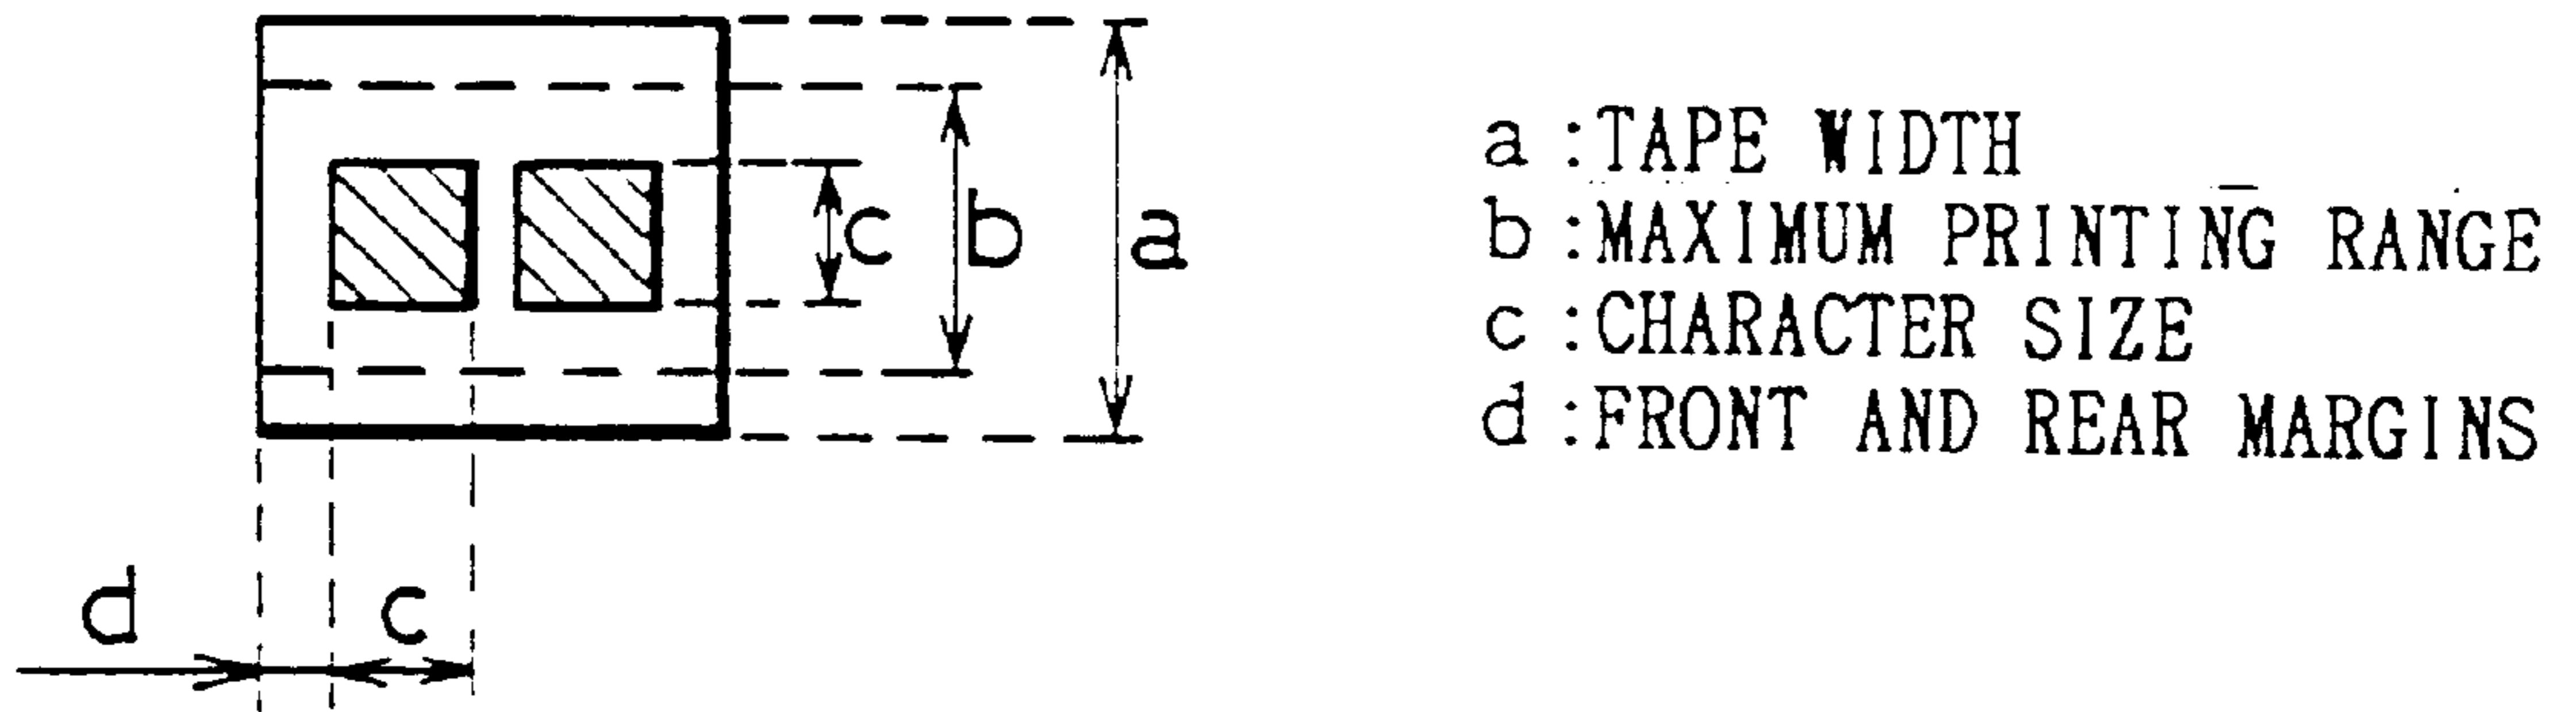 c b a
d c
a :TAPE WIDTH
b :MAXIMUM PRINTING RANGE
c :CHARACTER SIZE
d :FRONT AND REAR MARGINS